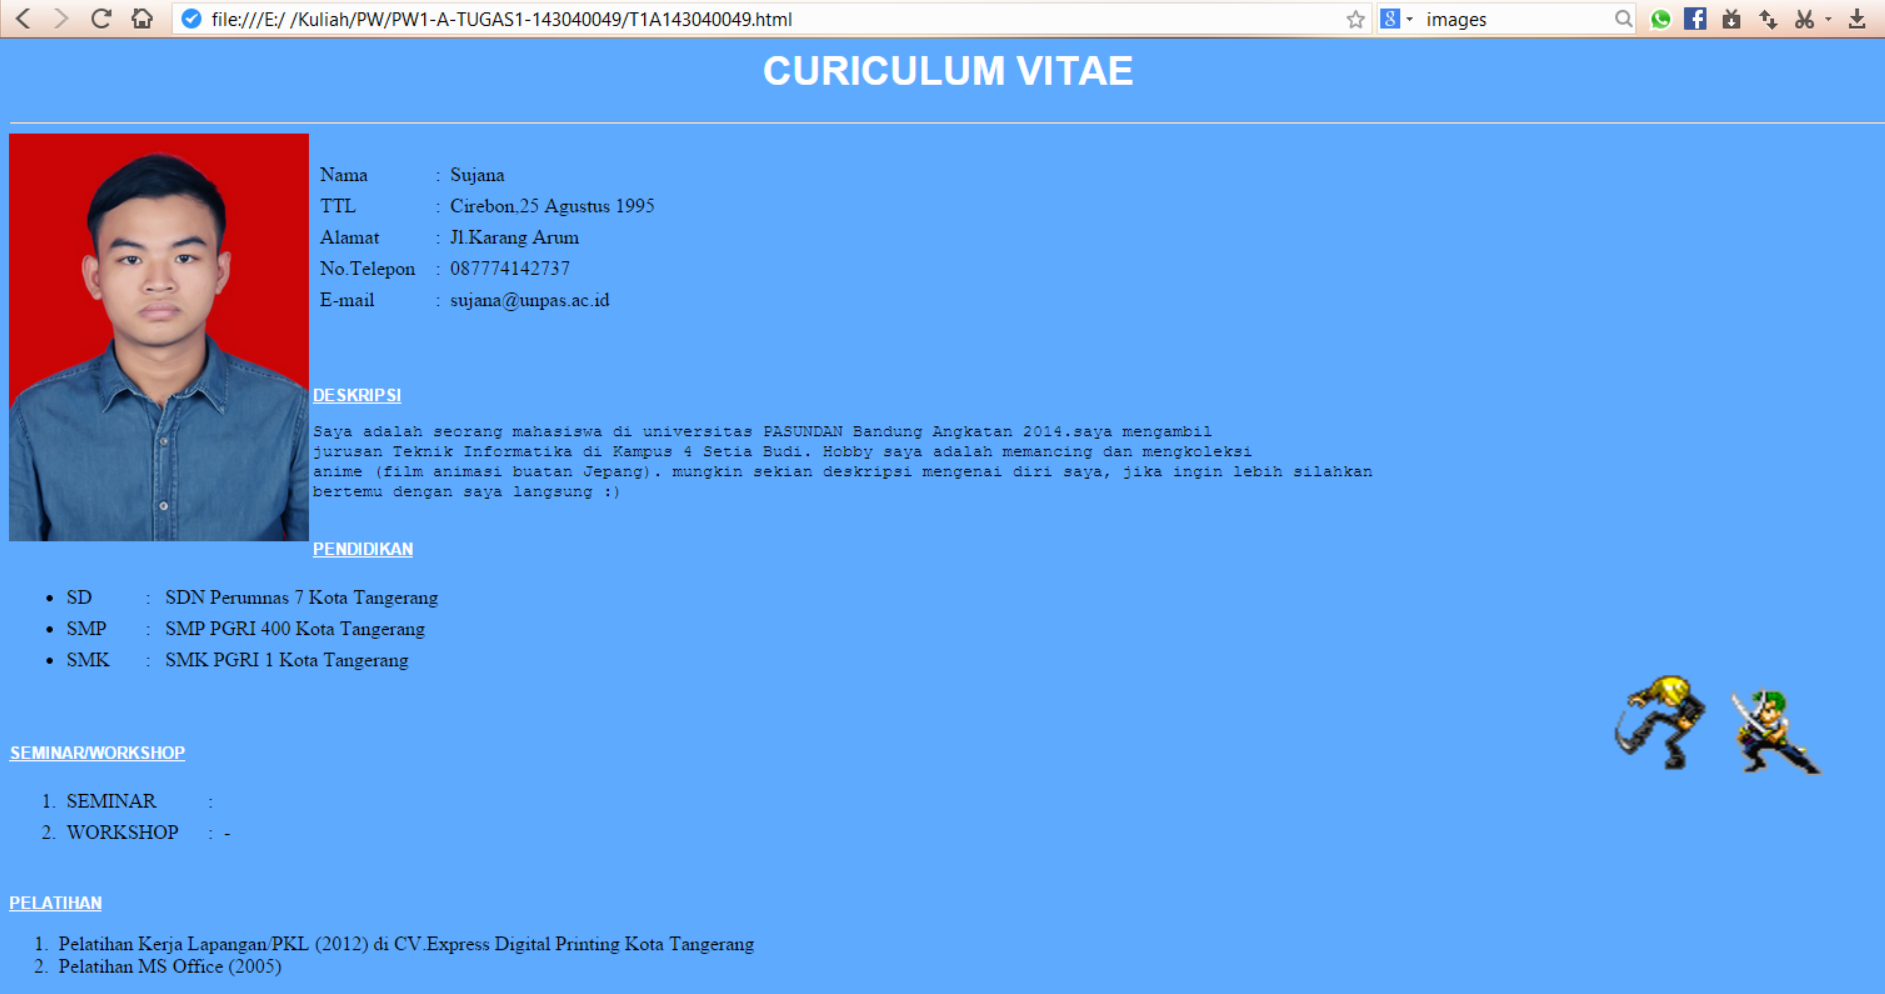 file:///E:/ /Kuliah/PW/PW1-A-TUGAS1-143040049/T1A143040049.html
8
images
CURICULUM VITAE
Nama : Sujana
TTL : Cirebon,25 Agustus 1995
Alamat : Jl.Karang Arum
No.Telepon : 087774142737
E-mail : sujana@unpas.ac.id
DESKRIPSI
Saya adalah seorang mahasiswa di universitas PASUNDAN Bandung Angkatan 2014.saya mengambil
jurusan Teknik Informatika di Kampus 4 Setia Budi. Hobby saya adalah memancing dan mengkoleksi
anime (film animasi buatan Jepang). mungkin sekian deskripsi mengenai diri saya, jika ingin lebih silahkan
bertemu dengan saya langsung :)
PENDIDIKAN
• SD : SDN Perumnas 7 Kota Tangerang
• SMP : SMP PGRI 400 Kota Tangerang
• SMK : SMK PGRI 1 Kota Tangerang
SEMINAR/WORKSHOP
1. SEMINAR :
2. WORKSHOP : -
PELATIHAN
1. Pelatihan Kerja Lapangan/PKL (2012) di CV.Express Digital Printing Kota Tangerang
2. Pelatihan MS Office (2005)